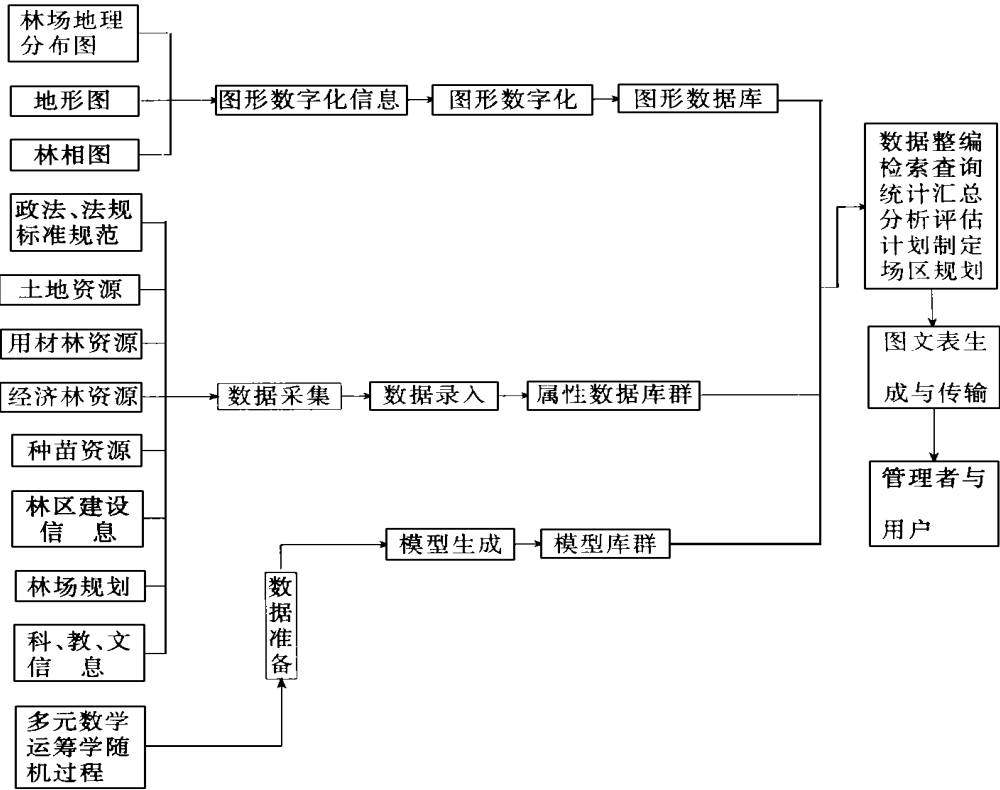 林场地理
分布图
地形图
林相图
图形数字化信息
图形数字化
图形数据库
政法、法规
标准规范
土地资源
用材林资源
经济林资源
种苗资源
林区建设
信 息
林场规划
科、教、文
信 息
数据采集
数据录入
属性数据库群
多元数学
运筹学随
机过程
数
据
准
备
模型生成
模型库群
数据整编
检索查询
统计汇总
分析评估
计划制定
场区规划
图文表生
成与传输
管理者与
用户